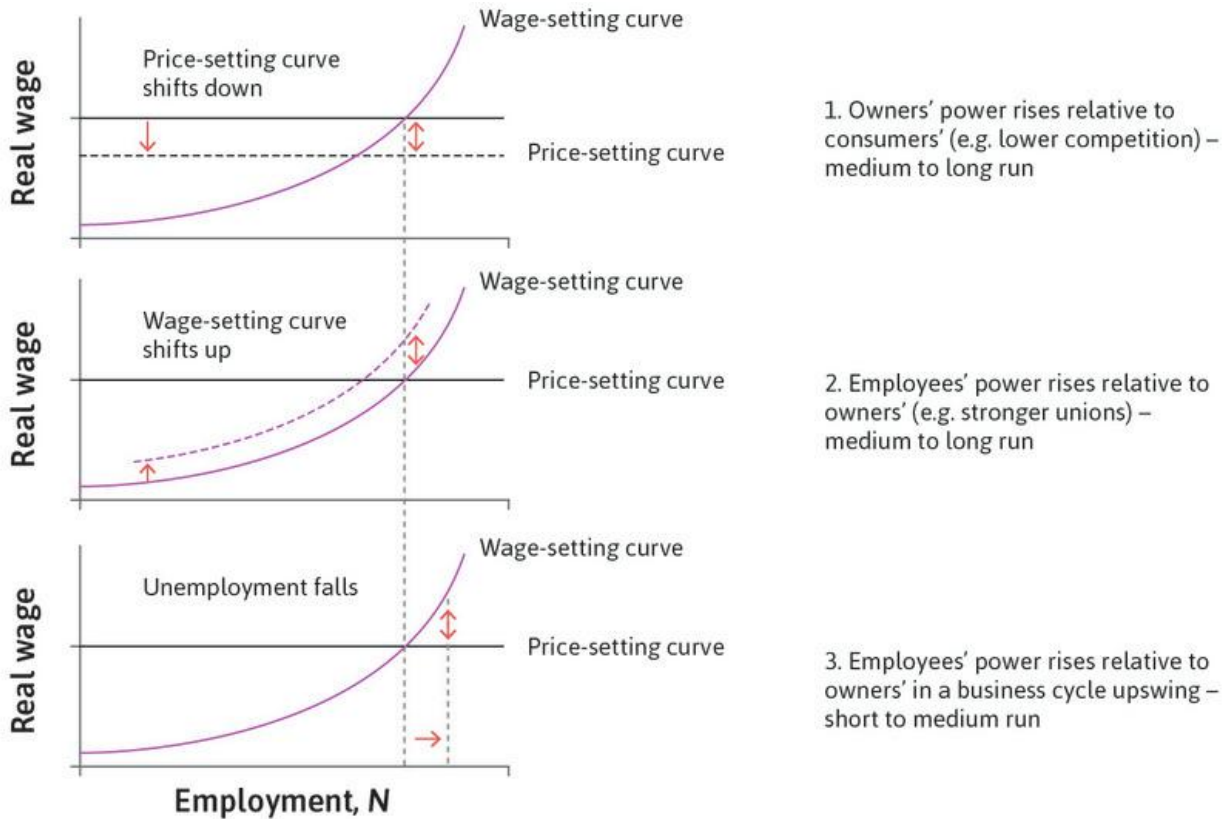 Real wage
Wage-setting curve
Price-setting curve
shifts down
Price-setting curve
1. Owners’ power rises relative to
consumers’ (e.g. lower competition) –
medium to long run
Real wage
Wage-setting curve
Wage-setting curve
shifts up
Price-setting curve
2. Employees’ power rises relative to
owners’ (e.g. stronger unions) –
medium to long run
Real wage
Wage-setting curve
Unemployment falls
Price-setting curve
3. Employees’ power rises relative to
owners’ in a business cycle upswing –
short to medium run
Employment, N